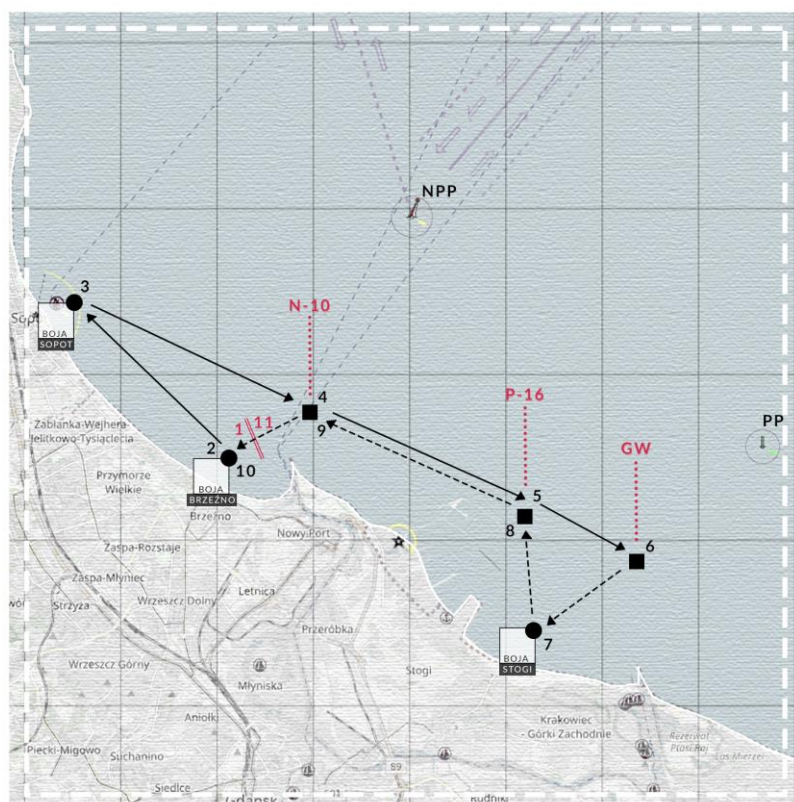 NPP
3
N-10
BOJA
SOPOT
4
P-16
PP
Żabianka-Wejhera
Jelitkowo-Tysiąclecia
1
11
9
GW
2
10
Przymorze
Wielkie
BOJA
BRZEŹNO
Brzeźno
5
8
Nowy Port
6
Zaspa-Rozstaje
Zaspa-Młyniec
Letnica
Strzyża
Wrzeszcz Dolny
Przeróbka
7
BOJA
STOGI
Wrzeszcz Górny
Młyniska
Stogi
Aniołki
Krakowiec
- Górki Zachodnie
Rezerwat
Ptasi Raj
Piecki-Migowo
Suchanino
Siedlce